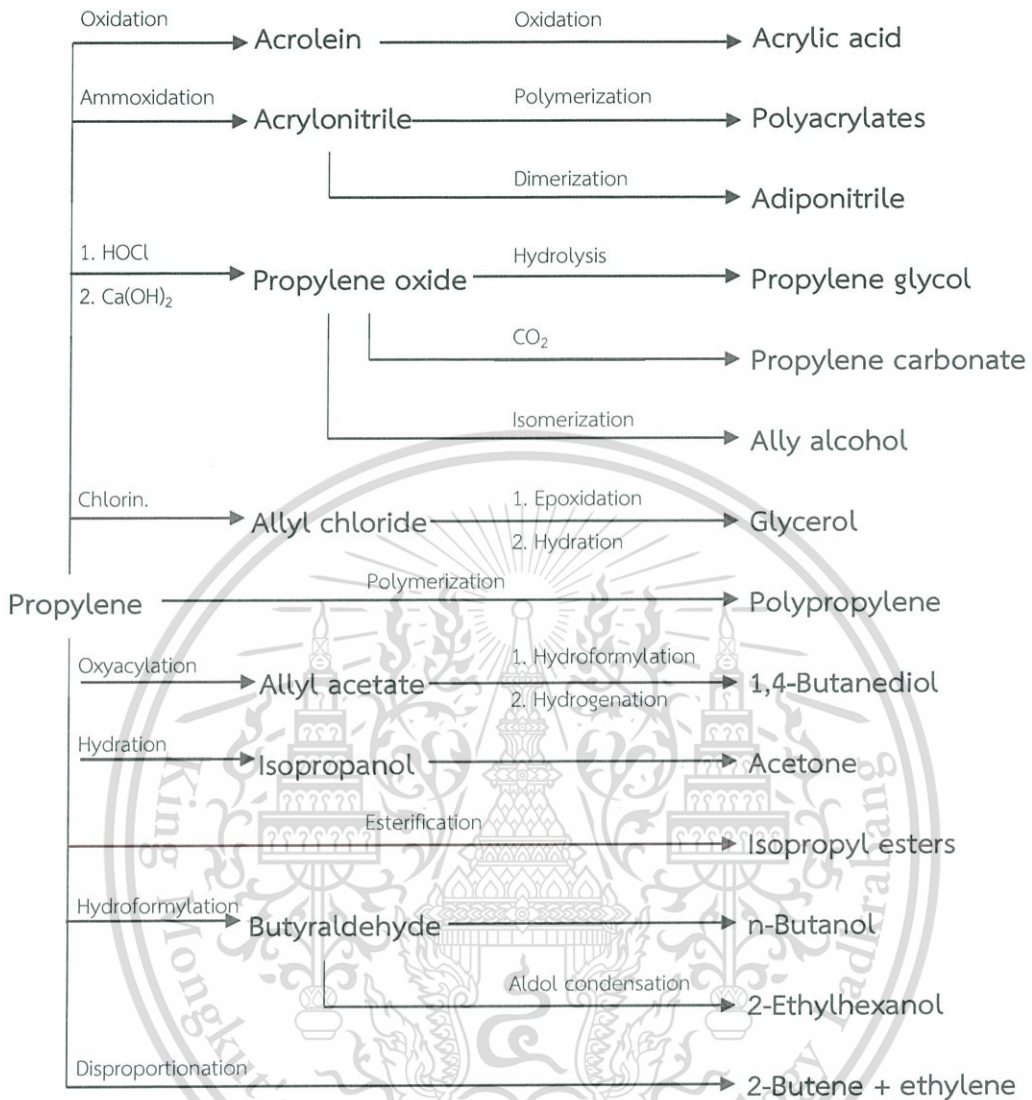 Oxidation Oxidation
Acrolein Acrylic acid
Ammoxidation Polymerization
Acrylonitrile Polyacrylates
Dimerization
Adiponitrile
1. HOCl Hydrolysis
Propylene oxide Propylene glycol
2. Ca(OH)₂
CO₂
Propylene carbonate
Isomerization
Ally alcohol
Chlorin. 1. Epoxidation
Allyl chloride Glycerol
2. Hydration
Polymerization
Propylene Polypropylene
Oxyacylation 1. Hydroformylation
Allyl acetate 1,4-Butanediol
2. Hydrogenation
Hydration
Isopropanol Acetone
Esterification
Isopropyl esters
Hydroformylation
Butyraldehyde n-Butanol
Aldol condensation
2-Ethylhexanol
Disproportionation
2-Butene + ethylene
King Mongkut's Ladkrabang